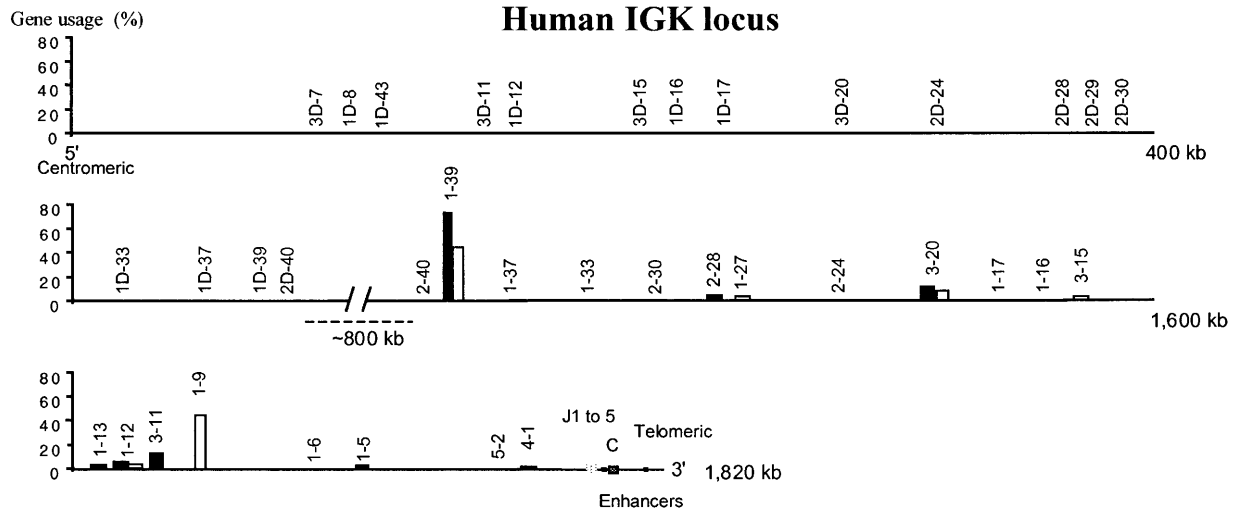 Human IGK locus
Gene usage (%)
80
60
40
20
0
3D-7 1D-8 1D-43 3D-11 1D-12 3D-15 1D-16 1D-17 3D-20 2D-24 2D-28 2D-29 2D-30
5'
Centromeric
400 kb
80
60
40
20
0
1D-33 1D-37 1D-39 2D-40 2-40 1-39 1-37 1-33 2-30 2-28 1-27 2-24 3-20 1-17 1-16 3-15
~800 kb
1,600 kb
80
60
40
20
0
1-13 1-12 3-11 1-9 1-6 1-5 5-2 4-1
J1 to 5
C
Telomeric
3'
1,820 kb
Enhancers